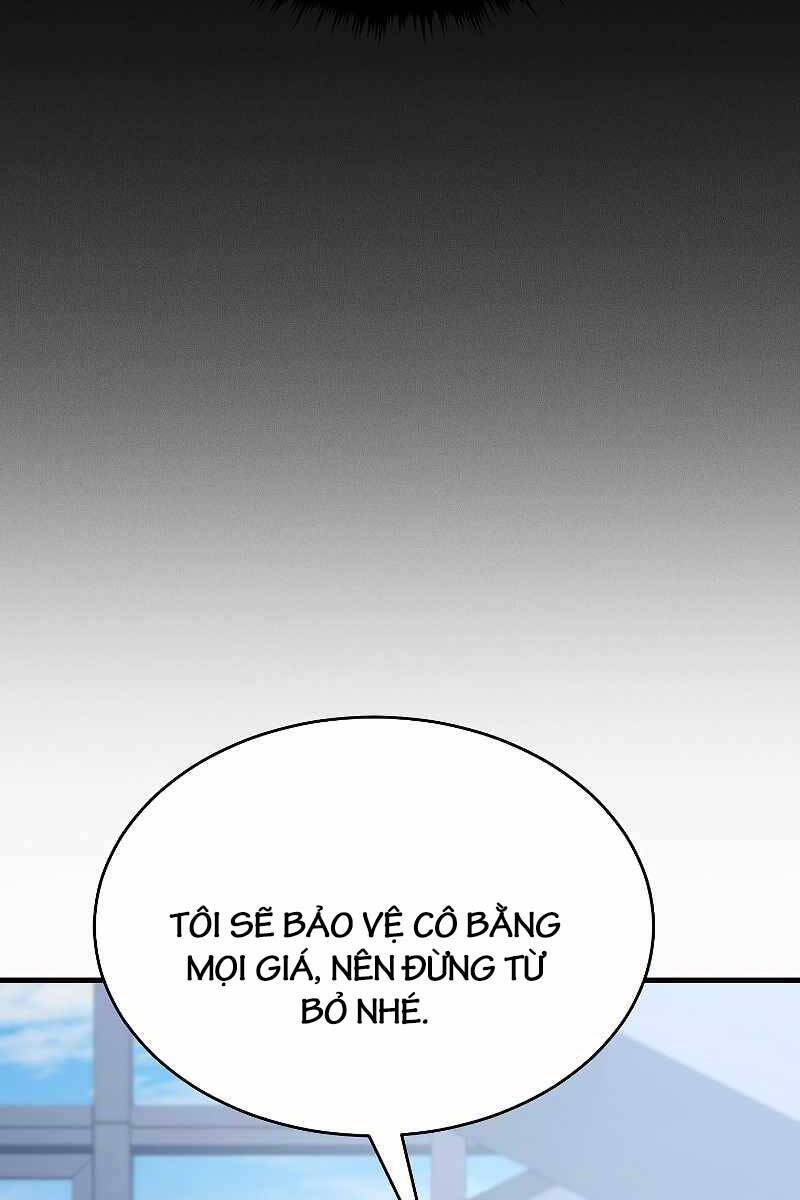 TÔI SẼ BẢO VỆ CÔ BẰNG
MỌI GIÁ, NÊN ĐỪNG TỪ
BỎ NHÉ.